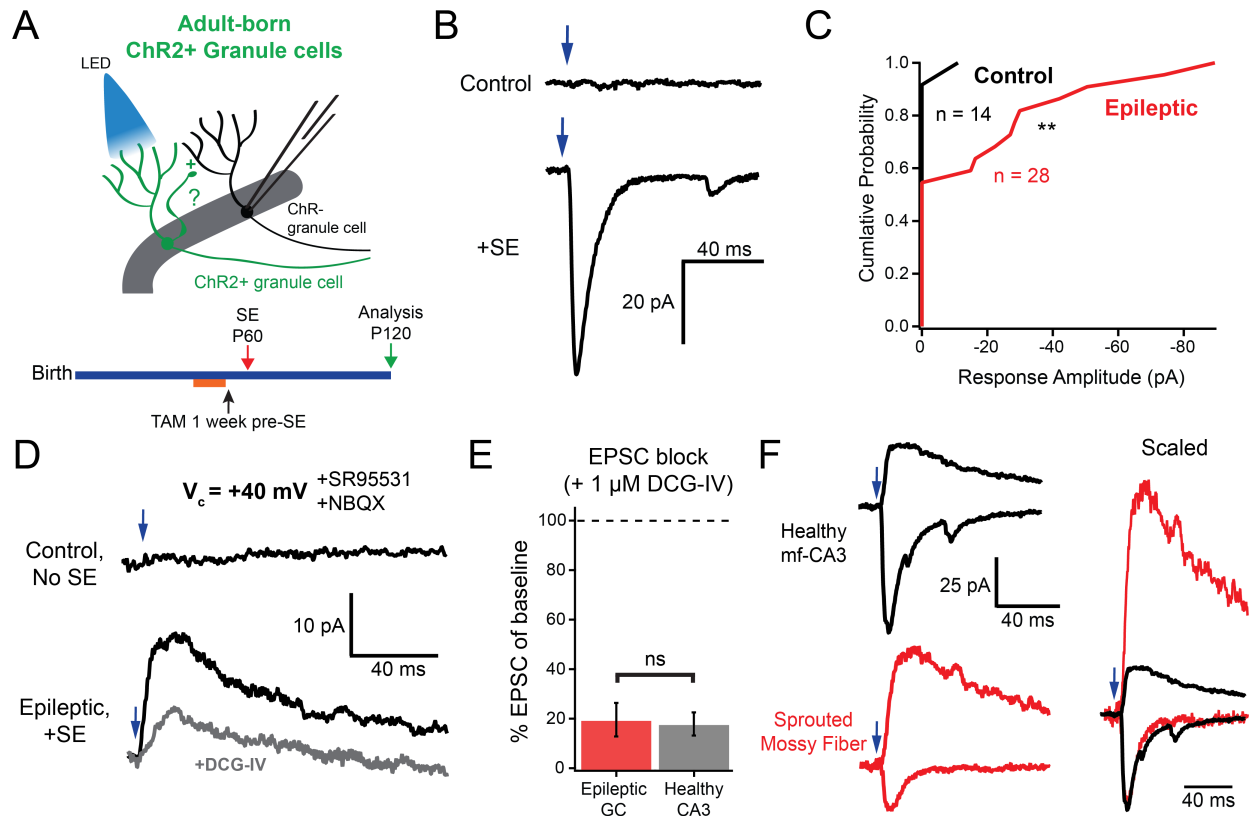 A
Adult-born
ChR2+ Granule cells
LED
+
?
ChR-
granule cell
ChR2+ granule cell
SE
P60
Analysis
P120
Birth
TAM 1 week pre-SE
B
Control
+SE
40 ms
20 pA
C
Cumlative Probability
1.0
0.8
0.6
0.4
0.2
0.0
Control
n = 14
Epileptic
**
n = 28
0
-20
-40
-60
-80
Response Amplitude (pA)
D
Vc = +40 mV
+SR95531
+NBQX
Control,
No SE
10 pA
40 ms
Epileptic,
+SE
+DCG-IV
E
EPSC block
(+ 1 µM DCG-IV)
% EPSC of baseline
100
80
60
40
20
0
ns
Epileptic
GC
Healthy
CA3
F
Healthy
mf-CA3
25 pA
40 ms
Sprouted
Mossy Fiber
Scaled
40 ms